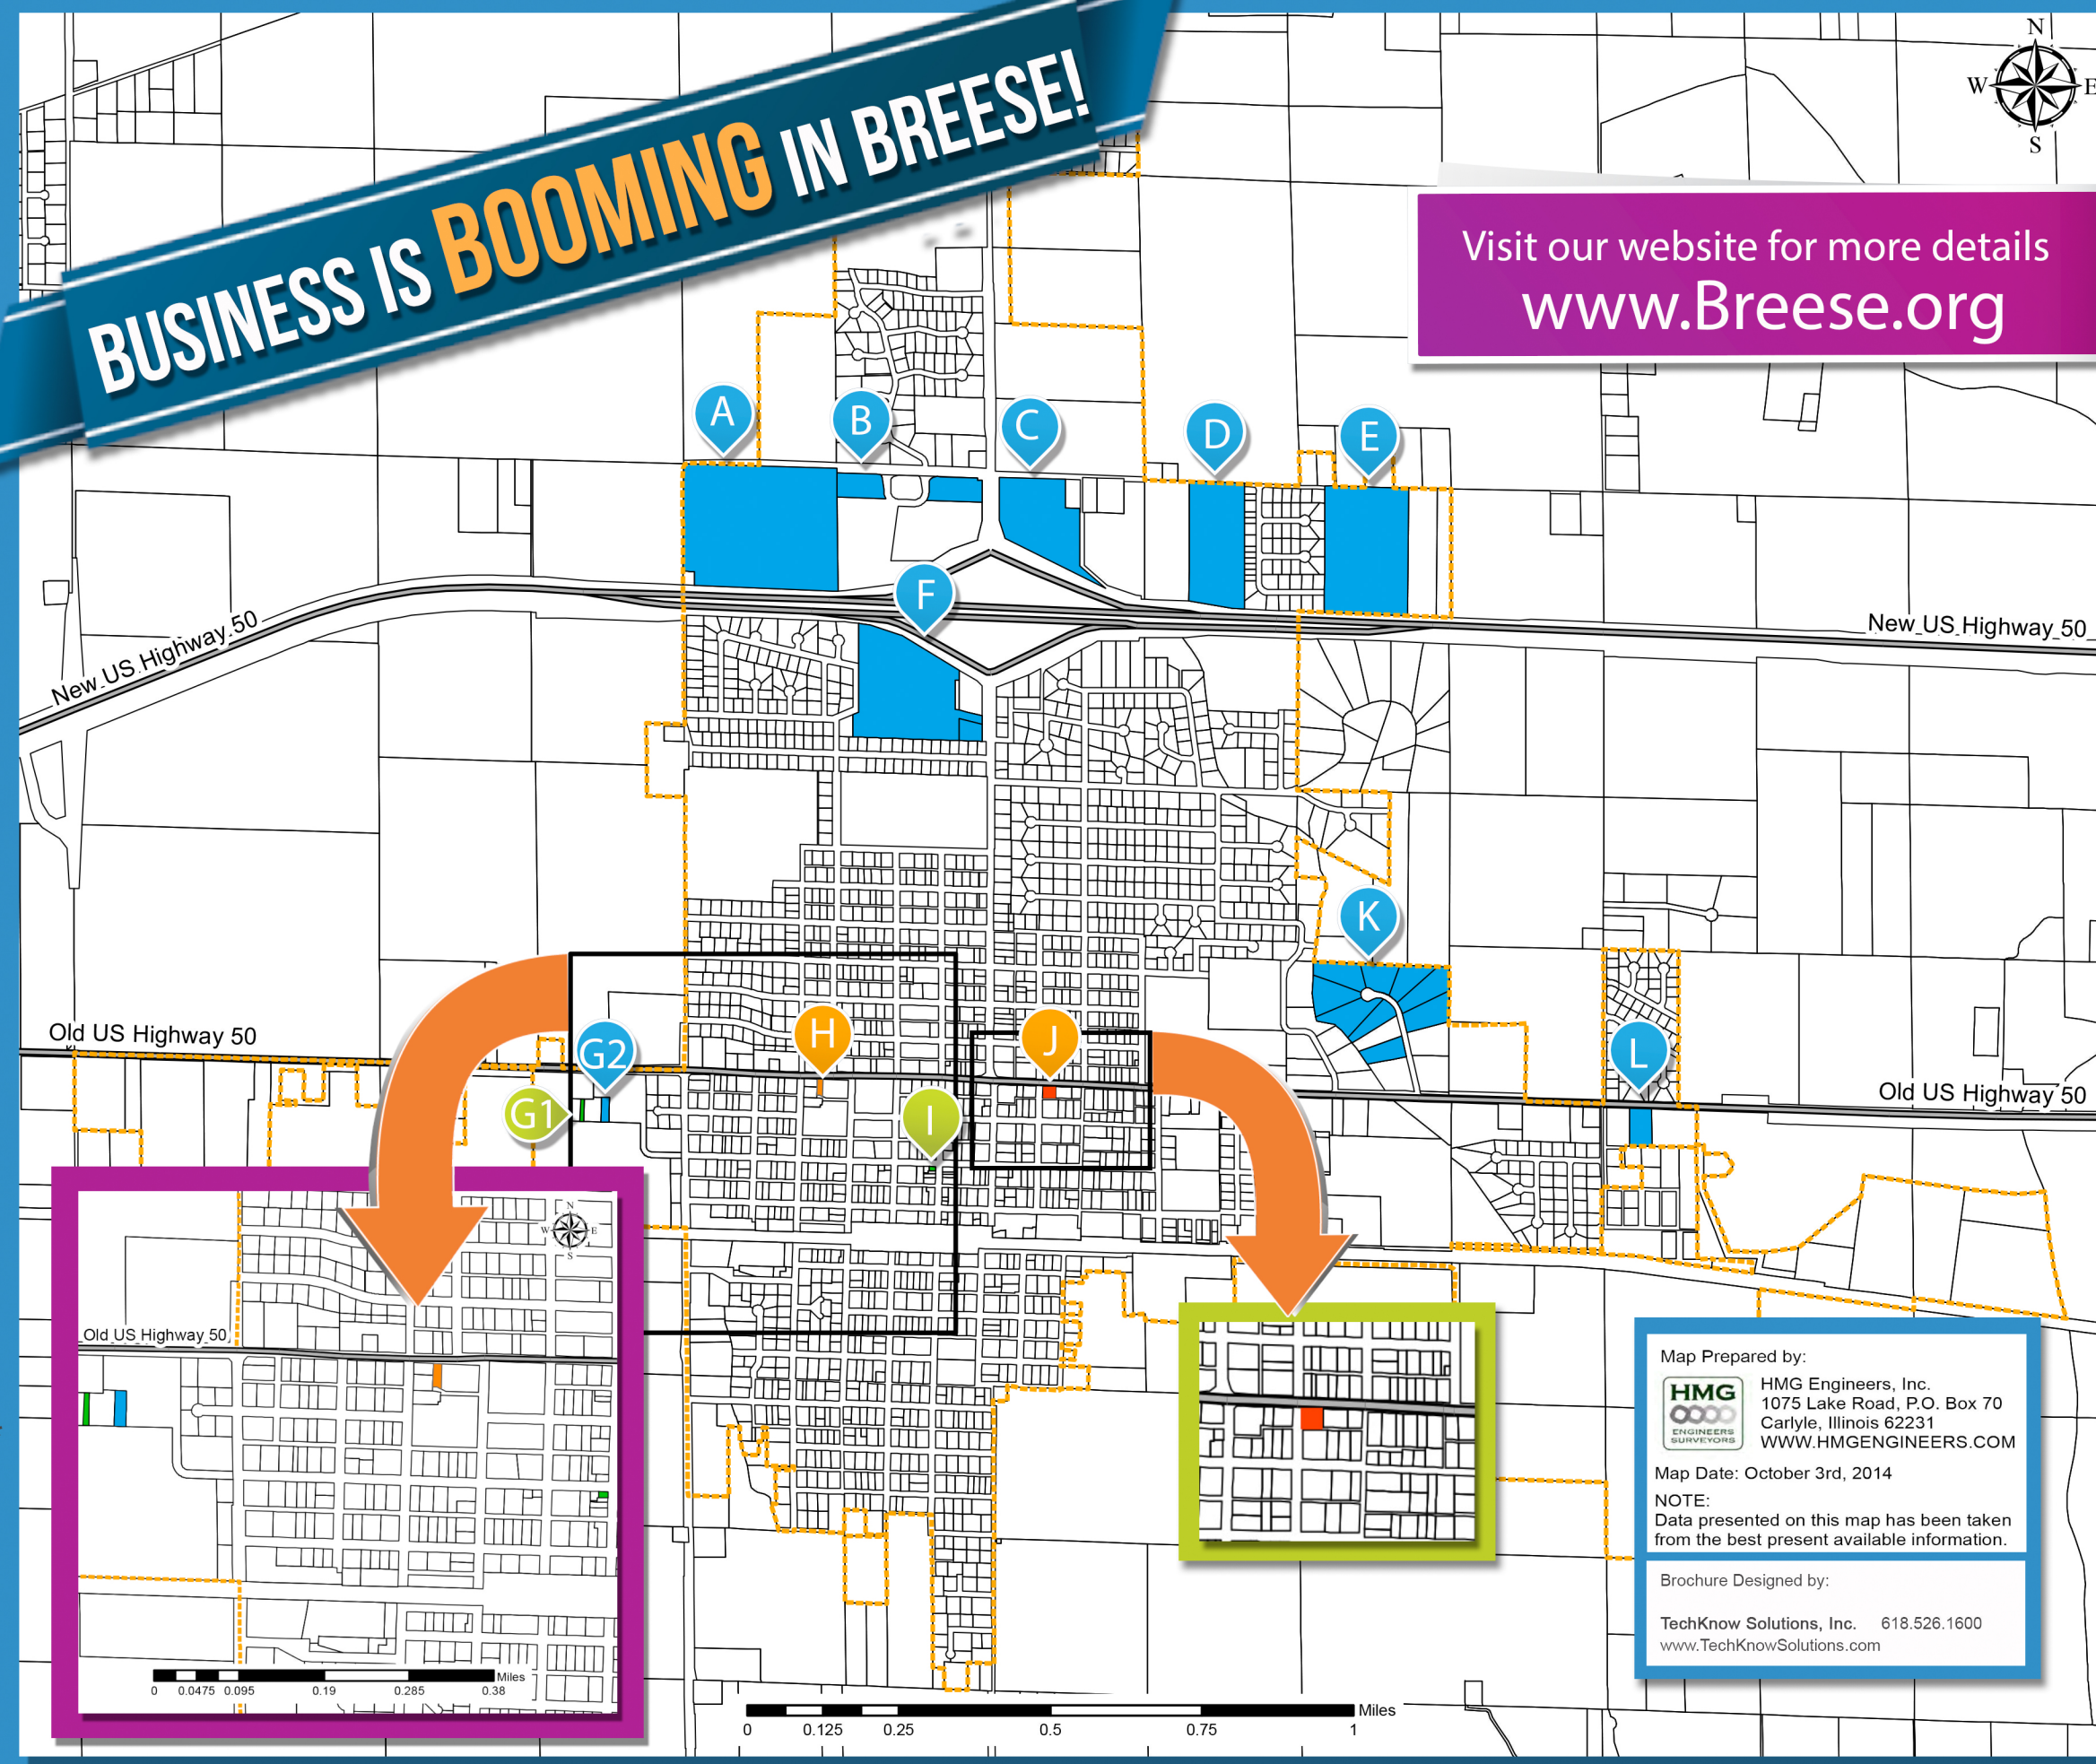 BUSINESS IS BOOMING IN BREESE!
N
W E
S
Visit our website for more details
www.Breese.org
A
B
C
D
E
F
New US Highway 50
New US Highway 50
K
Old US Highway 50
G2
H
J
L
G1
I
Old US Highway 50
N
W E
S
Old US Highway 50
Miles
0 0.0475 0.095 0.19 0.285 0.38
Miles
0 0.125 0.25 0.5 0.75 1
Map Prepared by:
HMG
ENGINEERS
SURVEYORS
HMG Engineers, Inc.
1075 Lake Road, P.O. Box 70
Carlyle, Illinois 62231
WWW.HMGENGINEERS.COM
Map Date: October 3rd, 2014
NOTE:
Data presented on this map has been taken
from the best present available information.
Brochure Designed by:
TechKnow Solutions, Inc. 618.526.1600
www.TechKnowSolutions.com